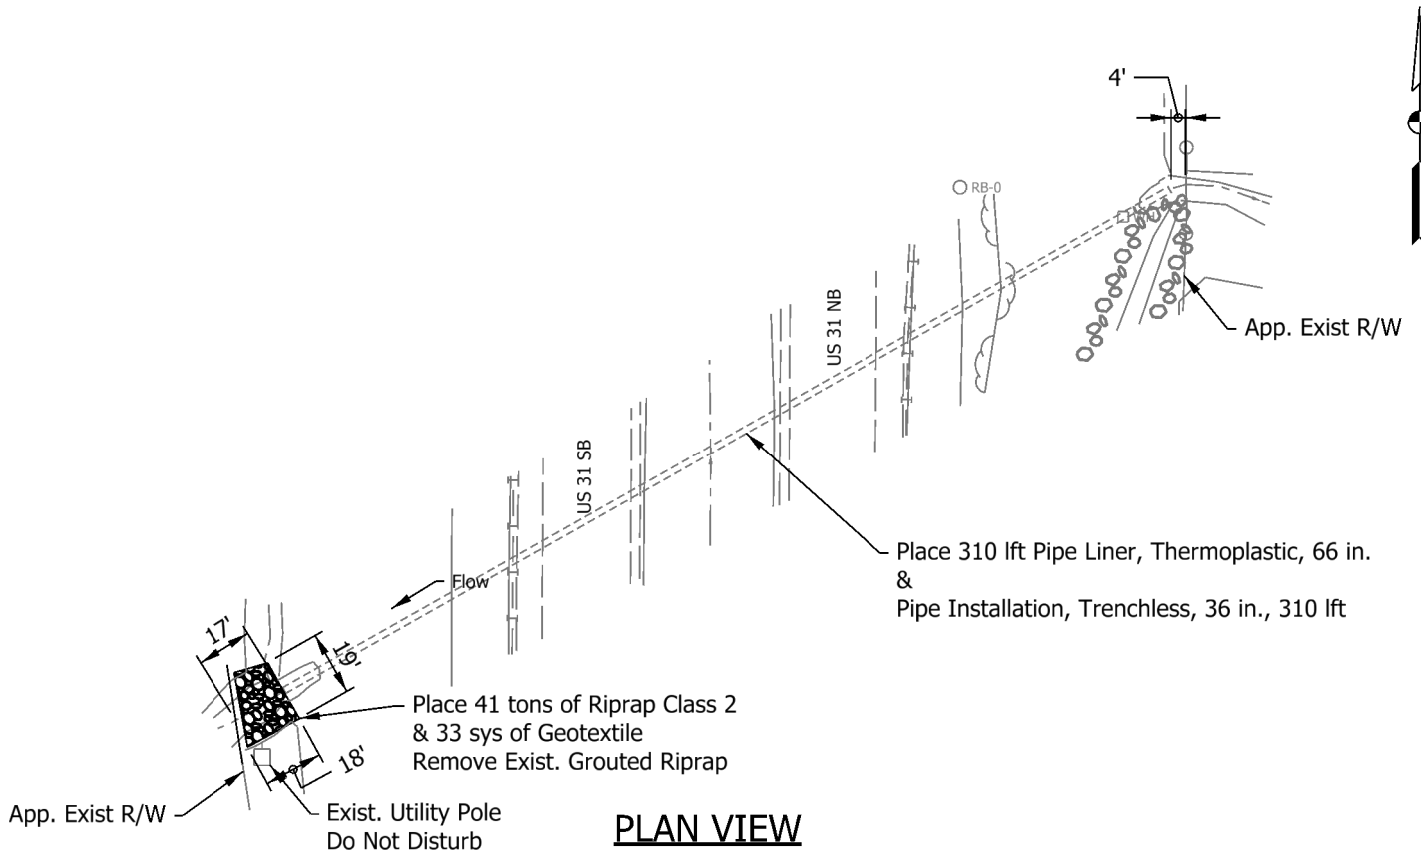 4'
RB-0
App. Exist R/W
US 31 NB
US 31 SB
Place 310 lft Pipe Liner, Thermoplastic, 66 in.
&
Pipe Installation, Trenchless, 36 in., 310 lft
Flow
17'
19'
Place 41 tons of Riprap Class 2
& 33 sys of Geotextile
Remove Exist. Grouted Riprap
18'
App. Exist R/W
Exist. Utility Pole
Do Not Disturb
PLAN VIEW